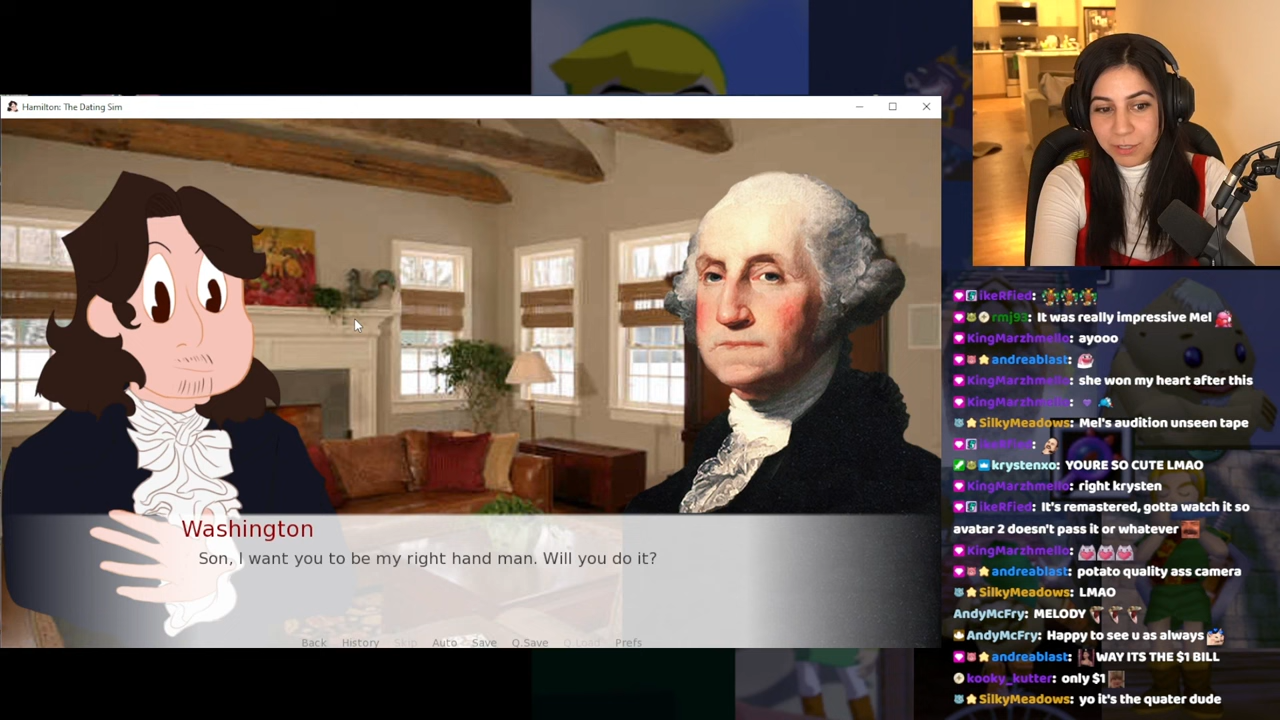 Hamilton: The Dating Sim
Washington
Son, I want you to be my right hand man. Will you do it?
Back History Skip Auto Save Q.Save Q.Load Prefs
ikeRfied:
rmj93: It was really impressive Mel
KingMarzhmello: ayooo
andreablast:
KingMarzhmello: she won my heart after this
KingMarzhmello:
SilkyMeadows: Mel's audition unseen tape
ikeRfied:
krystenxo: YOURE SO CUTE LMAO
KingMarzhmello: right krysten
ikeRfied: It's remastered, gotta watch it so
avatar 2 doesn't pass it or whatever
KingMarzhmello:
andreablast: potato quality ass camera
SilkyMeadows: LMAO
AndyMcFry: MELODY
AndyMcFry: Happy to see u as always
andreablast: WAY ITS THE $1 BILL
kooky_kutter: only $1
SilkyMeadows: yo it's the quater dude